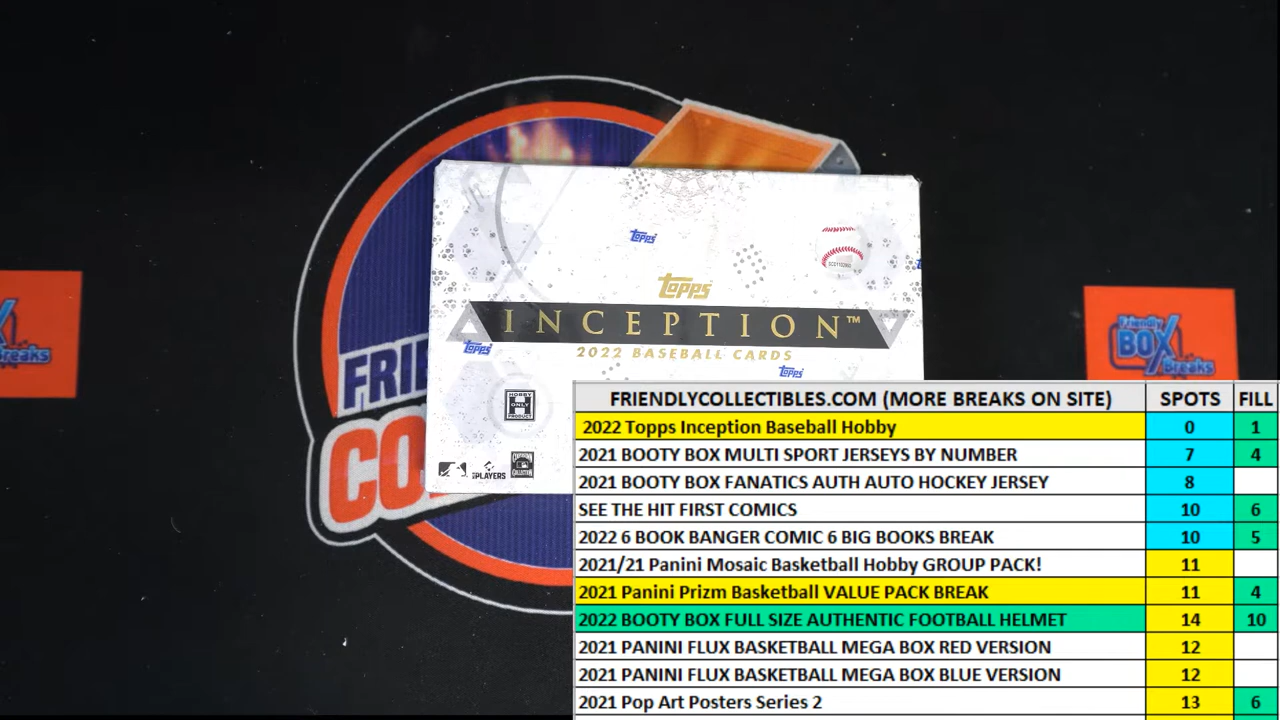 Topps
Topps
INCEPTION™
2022 BASEBALL CARDS
Topps
Topps
HOBBY
ONLY
PRODUCT
PLAYERS
Breaks
FRIE
CO
Friendly
BOX
Breaks
FRIENDLYCOLLECTIBLES.COM (MORE BREAKS ON SITE) SPOTS FILL
2022 Topps Inception Baseball Hobby 0 1
2021 BOOTY BOX MULTI SPORT JERSEYS BY NUMBER 7 4
2021 BOOTY BOX FANATICS AUTH AUTO HOCKEY JERSEY 8
SEE THE HIT FIRST COMICS 10 6
2022 6 BOOK BANGER COMIC 6 BIG BOOKS BREAK 10 5
2021/21 Panini Mosaic Basketball Hobby GROUP PACK! 11
2021 Panini Prizm Basketball VALUE PACK BREAK 11 4
2022 BOOTY BOX FULL SIZE AUTHENTIC FOOTBALL HELMET 14 10
2021 PANINI FLUX BASKETBALL MEGA BOX RED VERSION 12
2021 PANINI FLUX BASKETBALL MEGA BOX BLUE VERSION 12
2021 Pop Art Posters Series 2 13 6